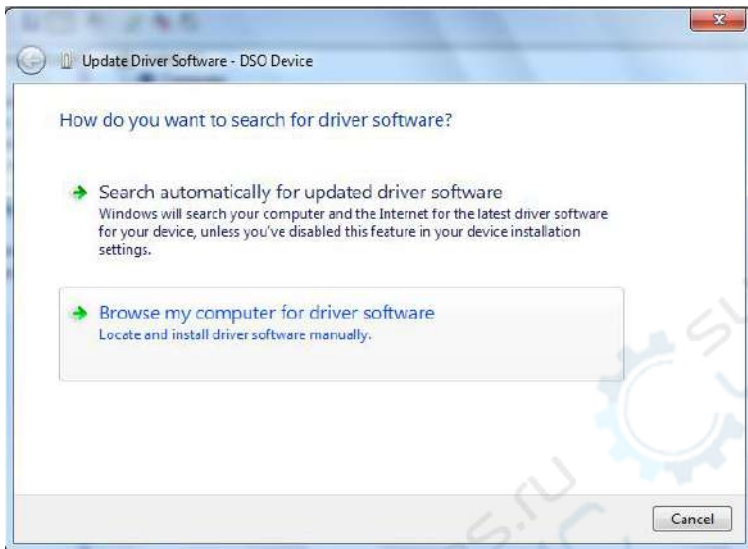 Update Driver Software - DSO Device
How do you want to search for driver software?
Search automatically for updated driver software
Windows will search your computer and the Internet for the latest driver software
for your device, unless you've disabled this feature in your device installation
settings.
Browse my computer for driver software
Locate and install driver software manually.
Cancel